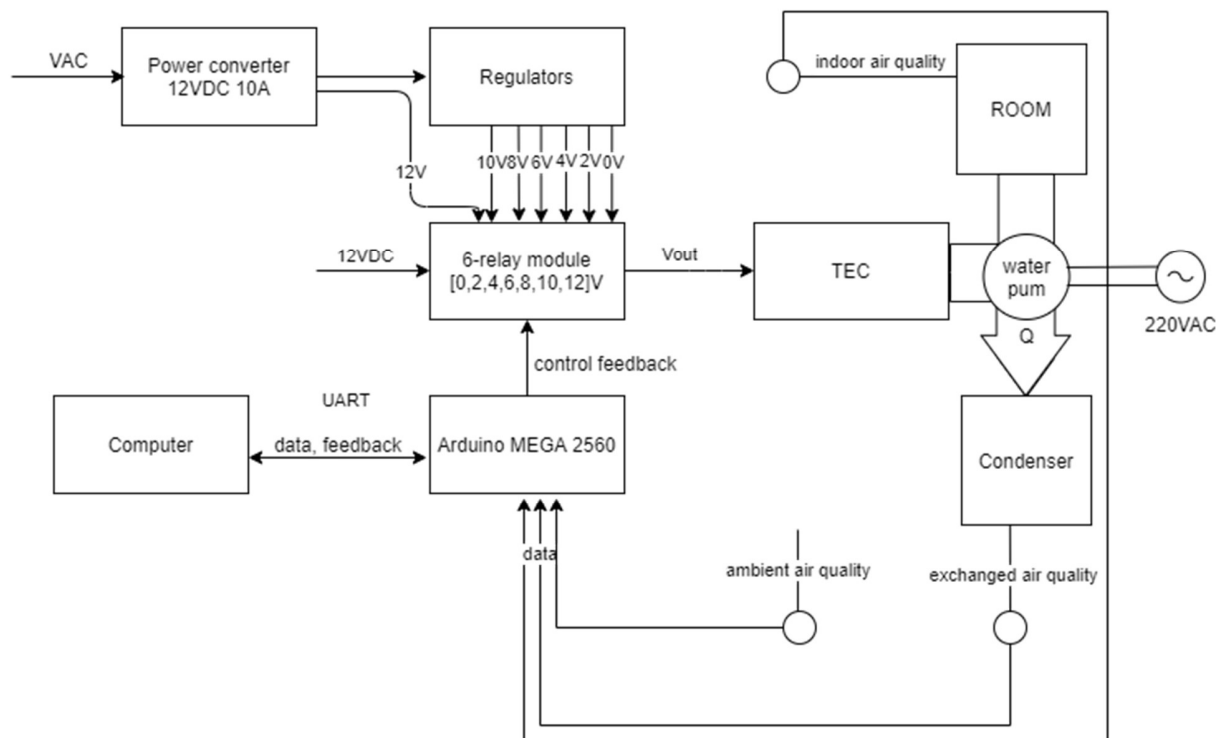 VAC
Power converter
12VDC 10A
Regulators
indoor air quality
ROOM
12V
10V
8V
6V
4V
2V
0V
12VDC
6-relay module
[0,2,4,6,8,10,12]V
Vout
TEC
water
pum
220VAC
Q
control feedback
UART
Computer
data, feedback
Arduino MEGA 2560
Condenser
data
ambient air quality
exchanged air quality